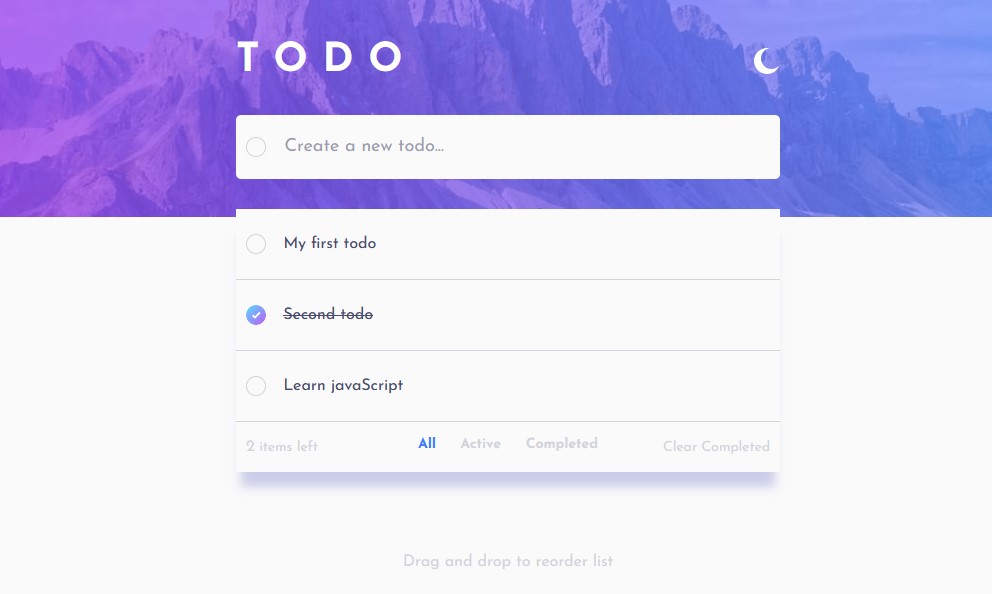 TODO
Create a new todo...
My first todo
Second todo
Learn javaScript
2 items left All Active Completed Clear Completed
Drag and drop to reorder list